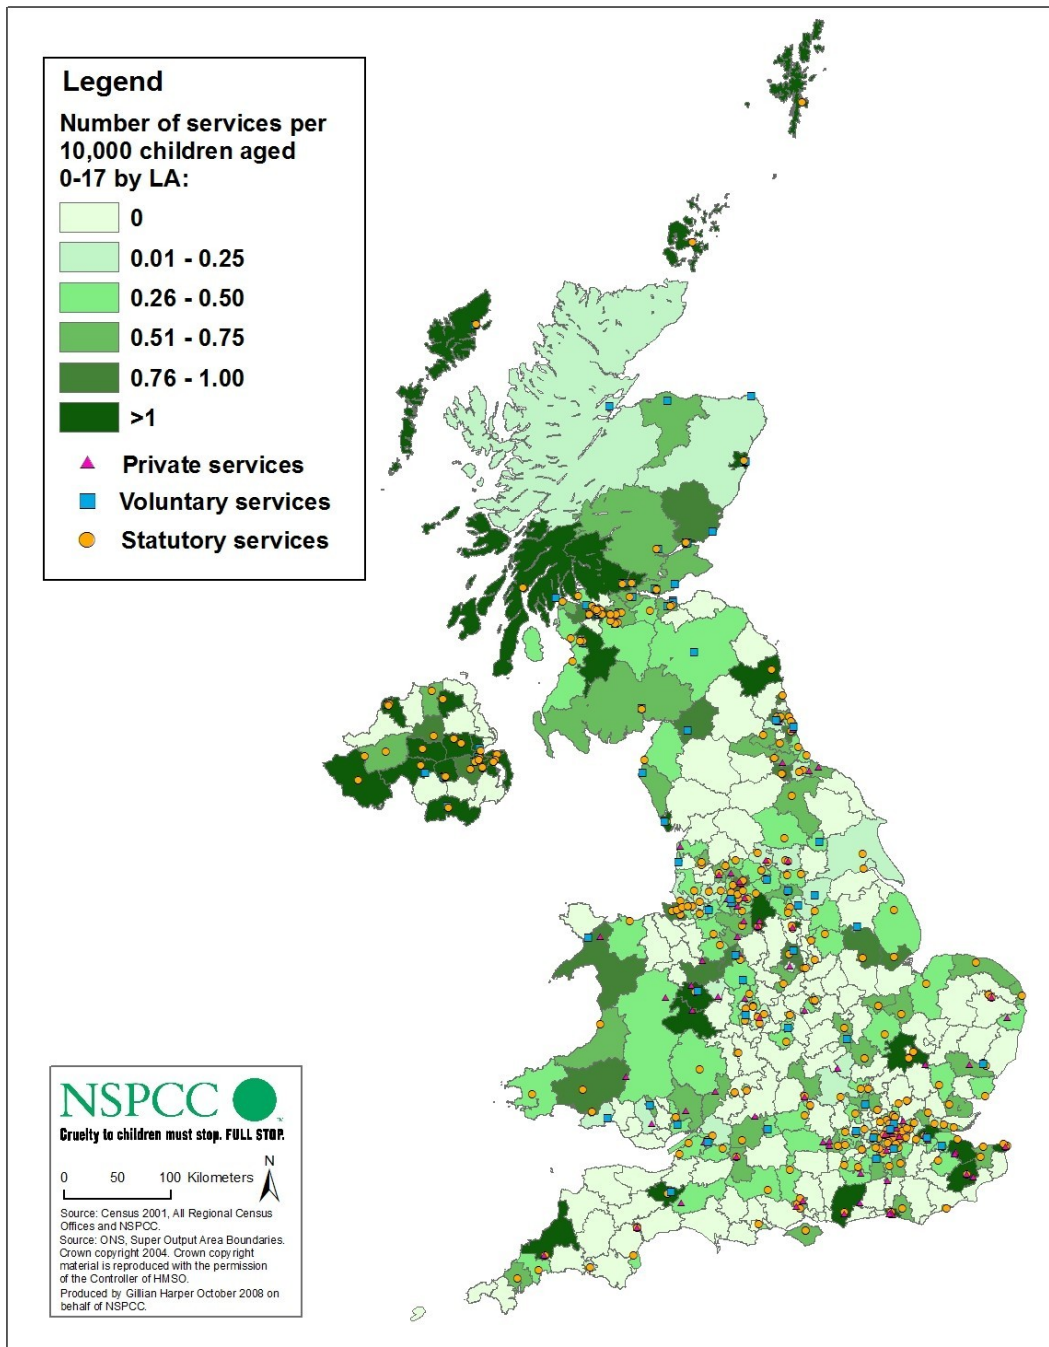 Legend
Number of services per
10,000 children aged
0-17 by LA:
0
0.01 - 0.25
0.26 - 0.50
0.51 - 0.75
0.76 - 1.00
>1
Private services
Voluntary services
Statutory services
NSPCC
Cruelty to children must stop. FULL STOP.
0 50 100 Kilometers
N
Source: Census 2001, All Regional Census
Offices and NSPCC.
Source: ONS, Super Output Area Boundaries.
Crown copyright 2004. Crown copyright
material is reproduced with the permission
of the Controller of HMSO.
Produced by Gillian Harper October 2008 on
behalf of NSPCC.